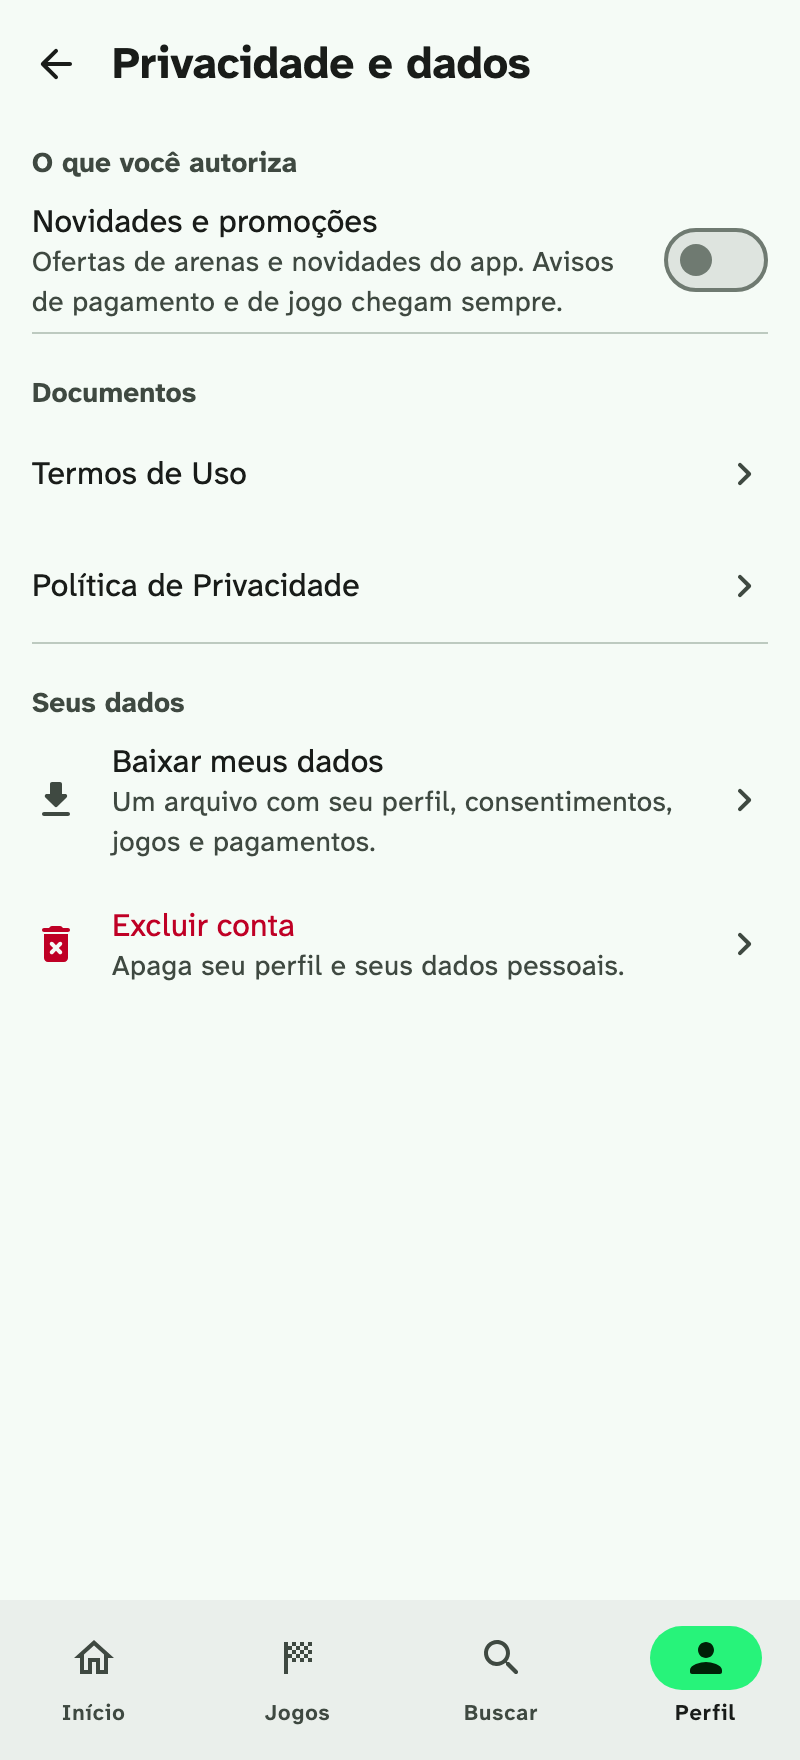 Privacidade e dados
O que você autoriza
Novidades e promoções
Ofertas de arenas e novidades do app. Avisos
de pagamento e de jogo chegam sempre.
Documentos
Termos de Uso
Política de Privacidade
Seus dados
Baixar meus dados
Um arquivo com seu perfil, consentimentos,
jogos e pagamentos.
Excluir conta
Apaga seu perfil e seus dados pessoais.
Início
Jogos
Buscar
Perfil